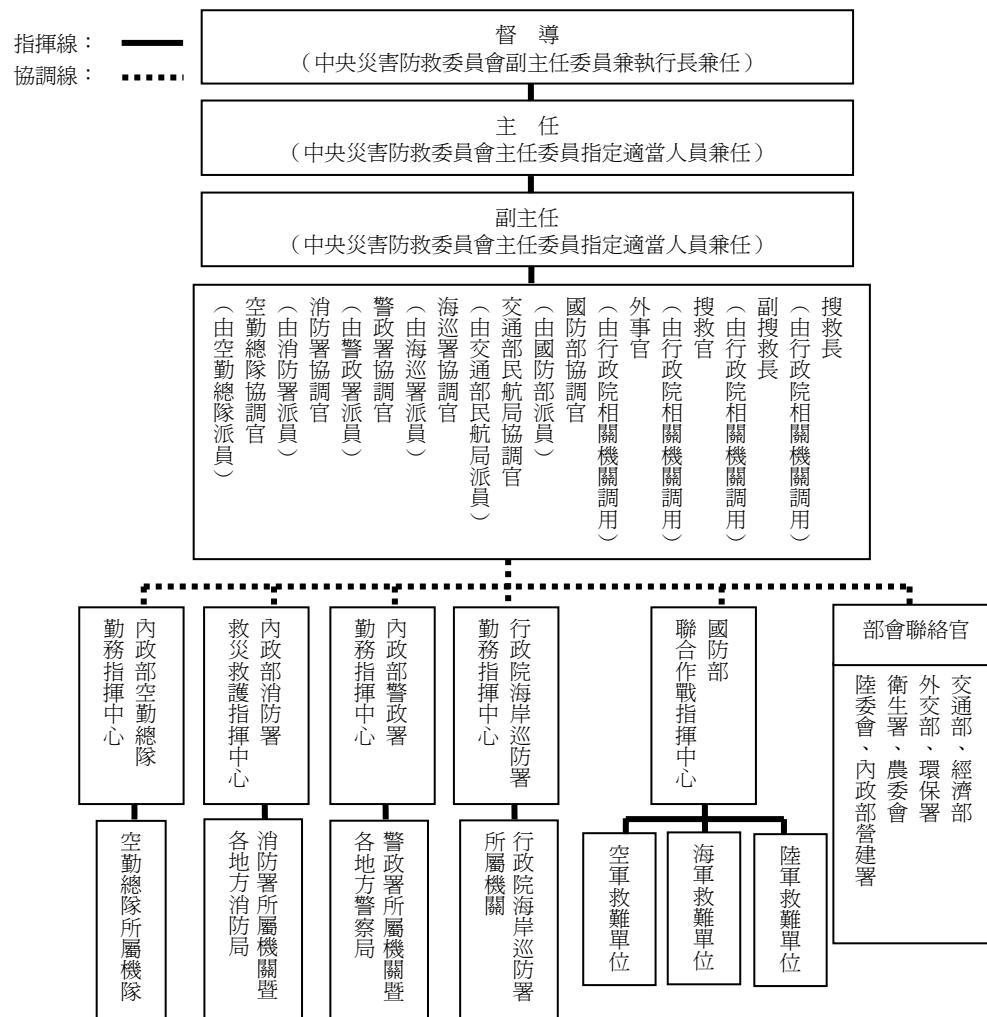 指揮線：
協調線：
督 導
（中央災害防救委員會副主任委員兼執行長兼任）
主 任
（中央災害防救委員會主任委員指定適當人員兼任）
副主任
（中央災害防救委員會主任委員指定適當人員兼任）
搜救長
（由行政院相關機關調用）
副搜救長
（由行政院相關機關調用）
搜救官
（由行政院相關機關調用）
外事官
（由行政院相關機關調用）
國防部協調官
（由國防部派員）
交通部民航局協調官
（由交通部民航局派員）
海巡署協調官
（由海巡署派員）
警政署協調官
（由警政署派員）
消防署協調官
（由消防署派員）
空勤總隊協調官
（由空勤總隊派員）
部會聯絡官
交通部、經濟部
外交部、環保署
衛生署、農委會
陸委會、內政部營建署
國防部
聯合作戰指揮中心
行政院海岸巡防署
勤務指揮中心
內政部警政署
勤務指揮中心
內政部消防署
救災救護指揮中心
內政部空勤總隊
勤務指揮中心
陸軍救難單位
海軍救難單位
空軍救難單位
行政院海岸巡防署
所屬機關
警政署所屬機關暨
各地方警察局
消防署所屬機關暨
各地方消防局
空勤總隊所屬機隊